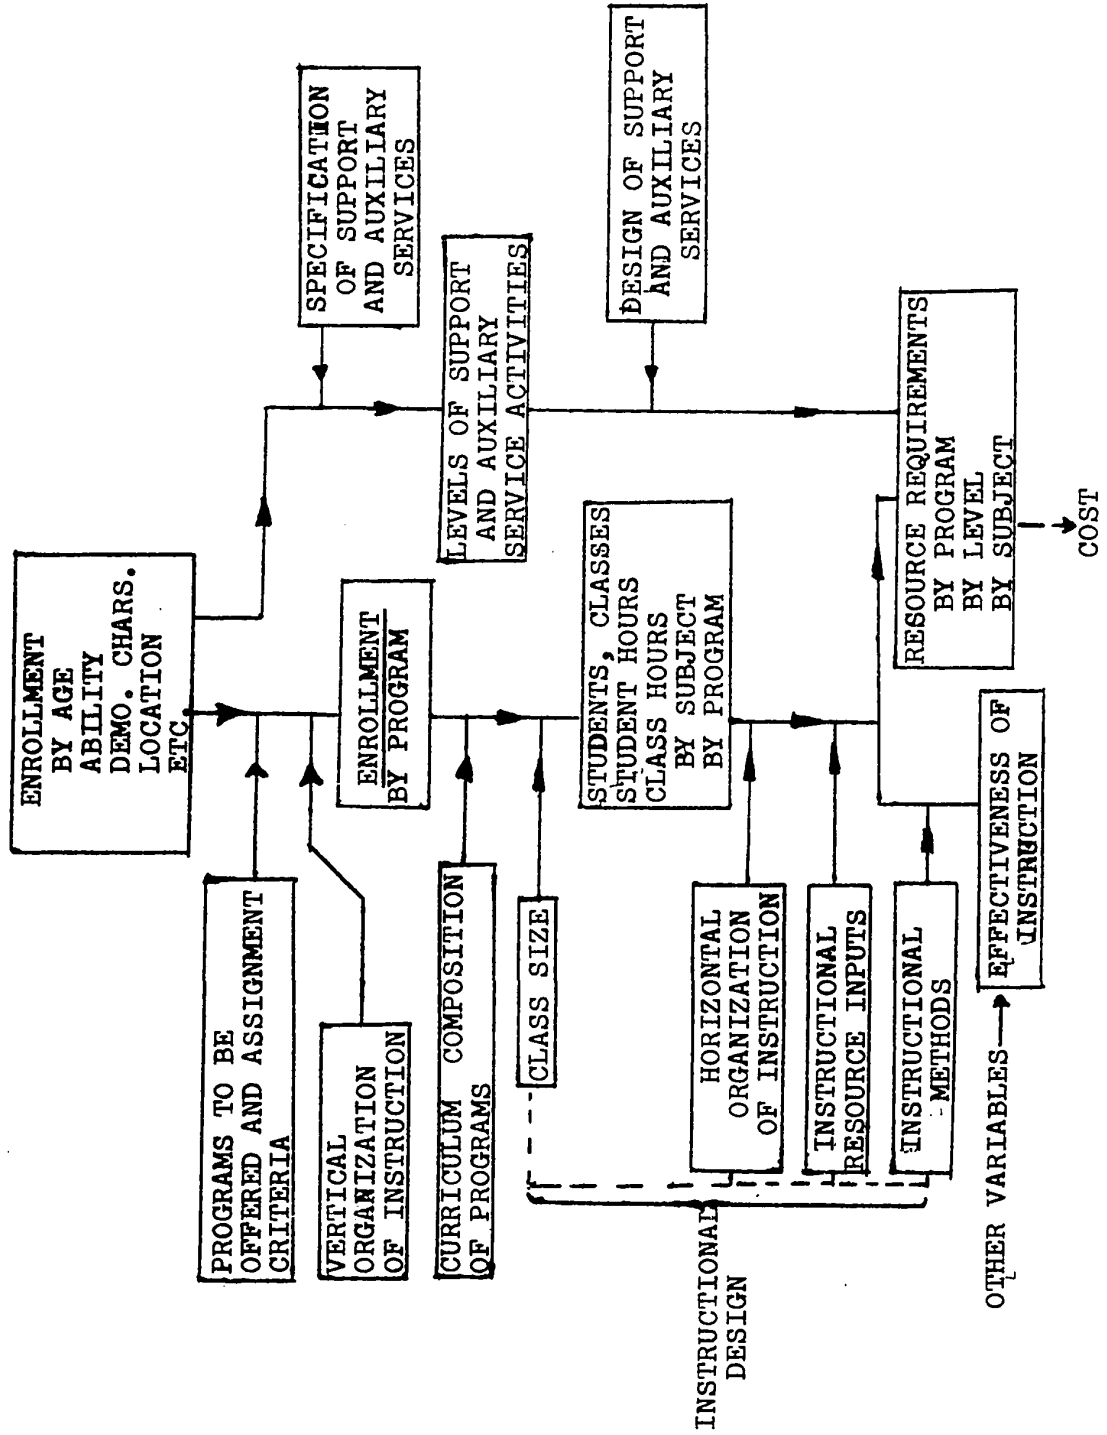 ENROLLMENT
BY AGE
ABILITY
DEMO. CHARS.
LOCATION
ETC
PROGRAMS TO BE
OFFERED AND ASSIGNMENT
CRITERIA
VERTICAL
ORGANIZATION
OF INSTRUCTION
SPECIFICATION
OF SUPPORT
AND AUXILIARY
SERVICES
ENROLLMENT
BY PROGRAM
LEVELS OF SUPPORT
AND AUXILIARY
SERVICE ACTIVITIES
CURRICULUM COMPOSITION
OF PROGRAMS
CLASS SIZE
STUDENTS, CLASSES
STUDENT HOURS
CLASS HOURS
BY SUBJECT
BY PROGRAM
DESIGN OF SUPPORT
AND AUXILIARY
SERVICES
INSTRUCTIONAL
DESIGN
HORIZONTAL
ORGANIZATION
OF INSTRUCTION
INSTRUCTIONAL
RESOURCE INPUTS
INSTRUCTIONAL
METHODS
RESOURCE REQUIREMENTS
BY PROGRAM
BY LEVEL
BY SUBJECT
OTHER VARIABLES
EFFECTIVENESS OF
INSTRUCTION
COST